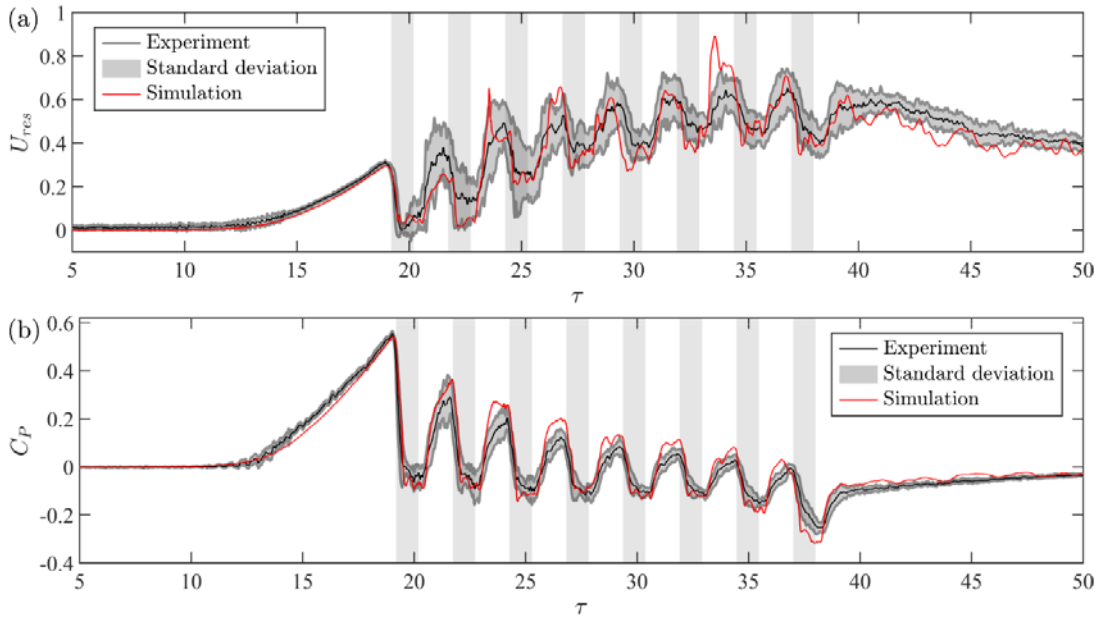 (a)
1
0.8
0.6
0.4
0.2
0
U_res
Experiment
Standard deviation
Simulation
5 10 15 20 25 30 35 40 45 50
τ
(b)
0.6
0.4
0.2
0
-0.2
-0.4
C_P
Experiment
Standard deviation
Simulation
5 10 15 20 25 30 35 40 45 50
τ